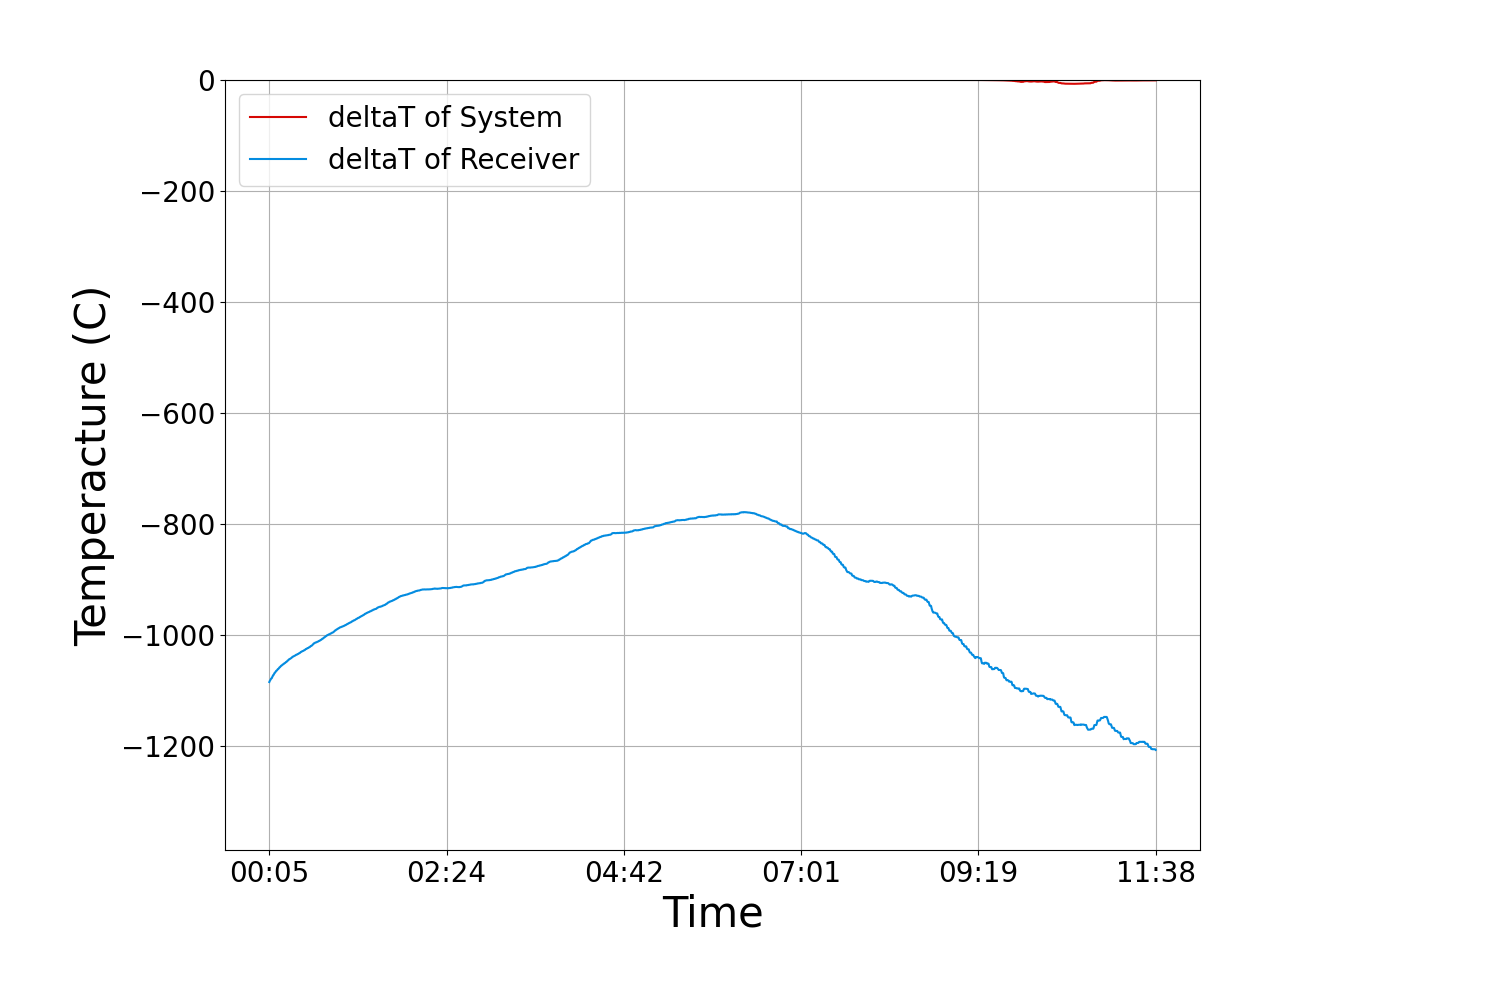 0
−200
−400
−600
−800
−1000
−1200
Temperacture (C)
deltaT of System
deltaT of Receiver
00:05 02:24 04:42 07:01 09:19 11:38
Time